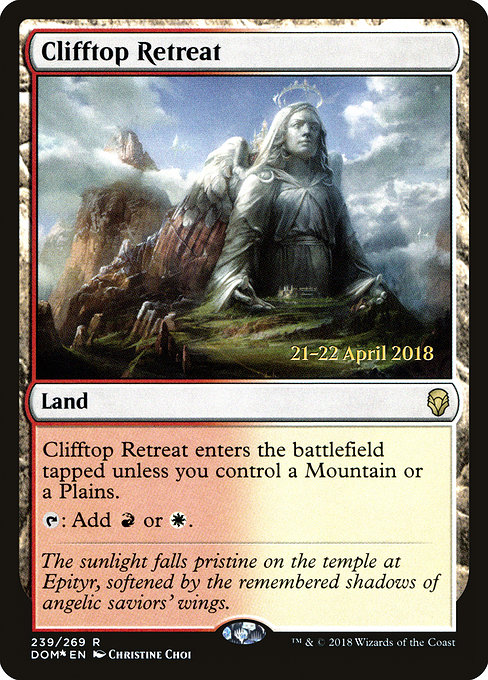 Clifftop Retreat
21–22 April 2018
Land
Clifftop Retreat enters the battlefield
tapped unless you control a Mountain or
a Plains.
: Add or .
The sunlight falls pristine on the temple at
Epityr, softened by the remembered shadows of
angelic saviors’ wings.
239/269 R
DOM★EN Christine Choi
™ & © 2018 Wizards of the Coast